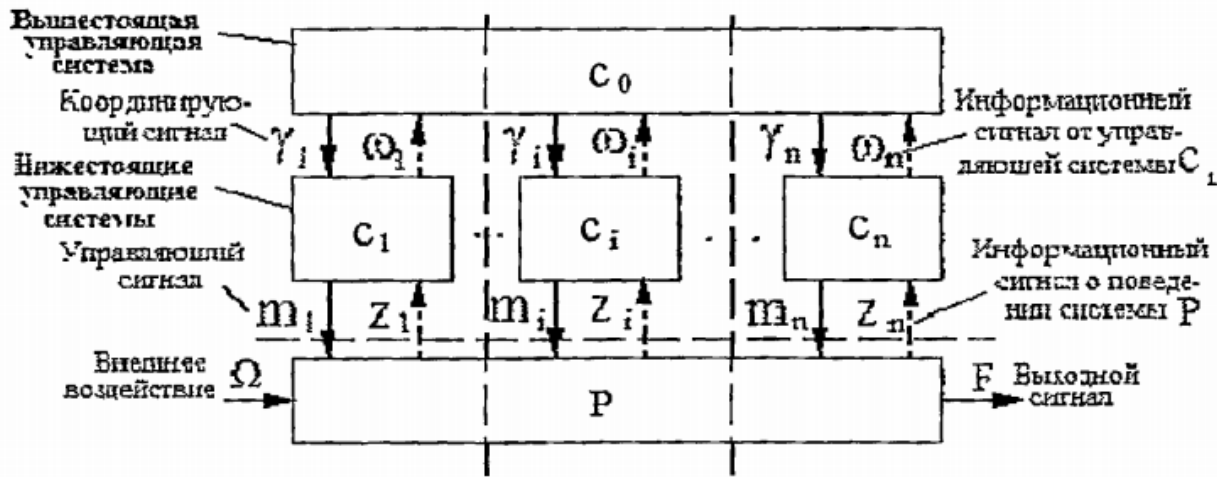 Вышестоящая
управляющая
система
C₀
Координирую-
щий сигнал
γ₁
ω₁
γᵢ
ωᵢ
γₙ
ωₙ
Информационный
сигнал от управ-
ляющей системы C₁
Нижестоящие
управляющие
системы
C₁
...
Cᵢ
. . .
Cₙ
Управляющий
сигнал
m₁
z₁
mᵢ
zᵢ
mₙ
zₙ
Информационный
сигнал о поведе-
нии системы P
Внешнее
воздействие
Ω
P
F
Выходной
сигнал